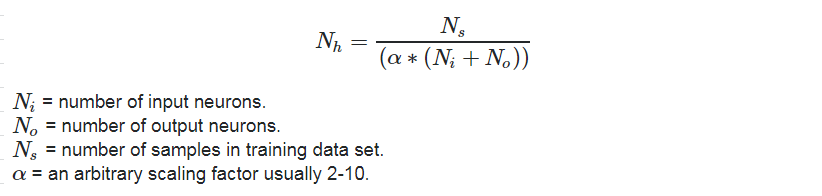 N_h = N_s / (α * (N_i + N_o))
N_i = number of input neurons.
N_o = number of output neurons.
N_s = number of samples in training data set.
α = an arbitrary scaling factor usually 2-10.